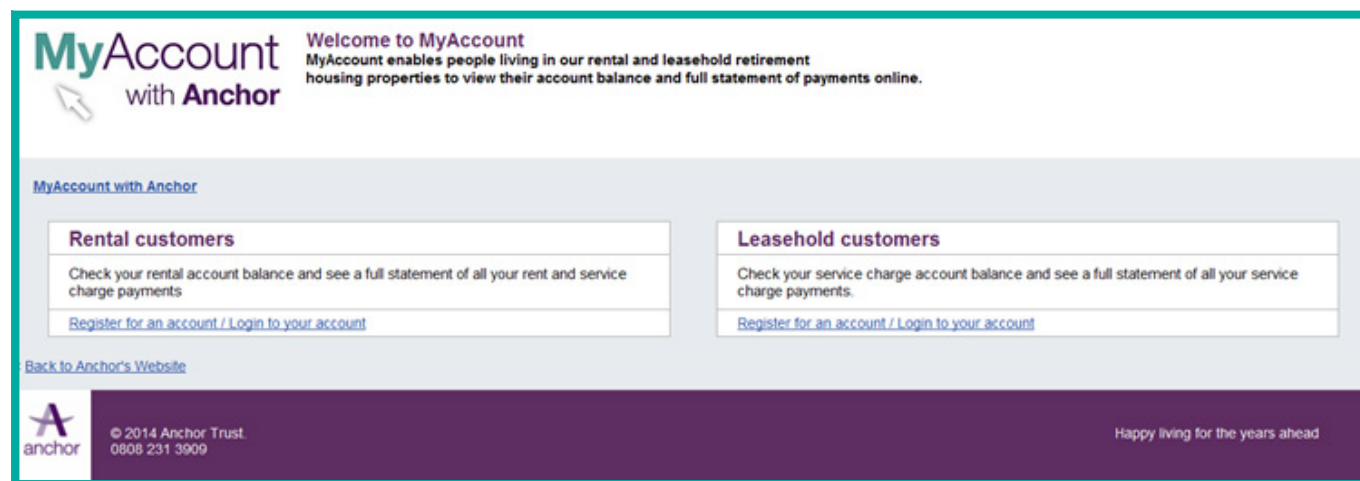 MyAccount
with Anchor
Welcome to MyAccount
MyAccount enables people living in our rental and leasehold retirement
housing properties to view their account balance and full statement of payments online.
MyAccount with Anchor
Rental customers
Check your rental account balance and see a full statement of all your rent and service
charge payments
Register for an account / Login to your account
Leasehold customers
Check your service charge account balance and see a full statement of all your service
charge payments.
Register for an account / Login to your account
Back to Anchor's Website
anchor
© 2014 Anchor Trust.
0808 231 3909
Happy living for the years ahead